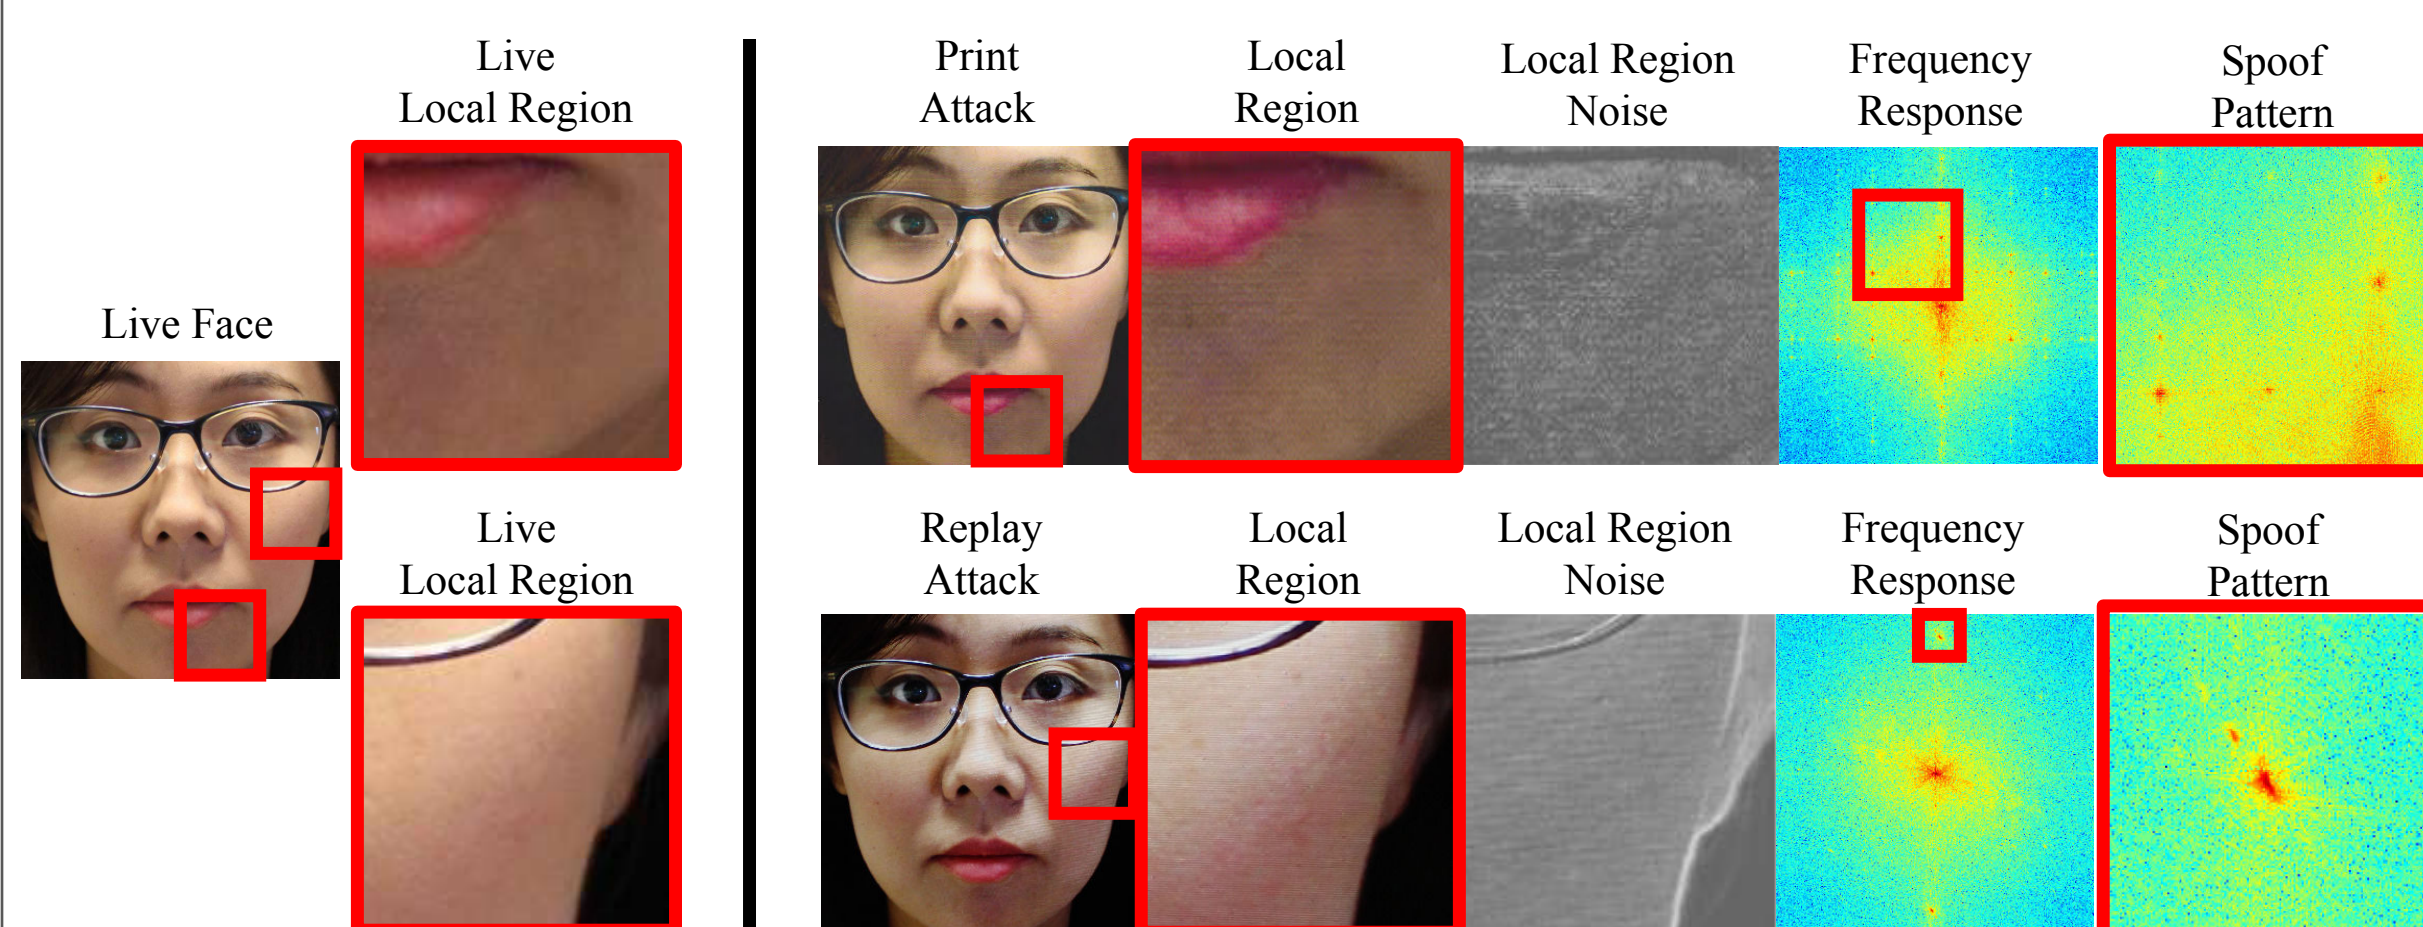 Live Face
Live
Local Region
Live
Local Region
Print
Attack
Local
Region
Local Region
Noise
Frequency
Response
Spoof
Pattern
Replay
Attack
Local
Region
Local Region
Noise
Frequency
Response
Spoof
Pattern